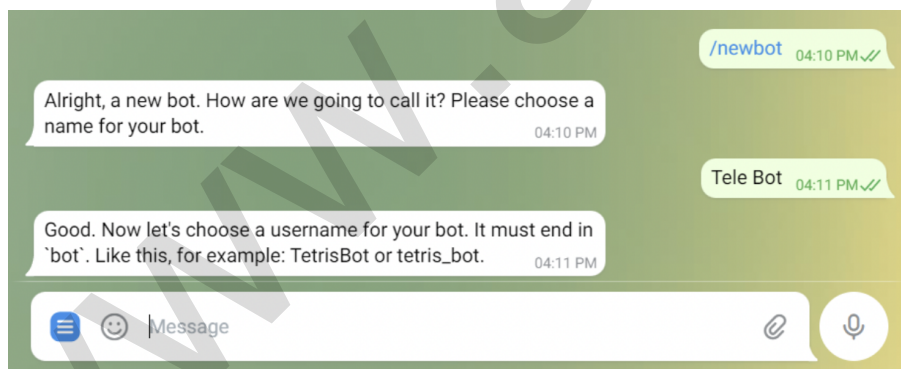 /newbot 04:10 PM
Alright, a new bot. How are we going to call it? Please choose a
name for your bot. 04:10 PM
Tele Bot 04:11 PM
Good. Now let's choose a username for your bot. It must end in
`bot`. Like this, for example: TetrisBot or tetris_bot. 04:11 PM
Message